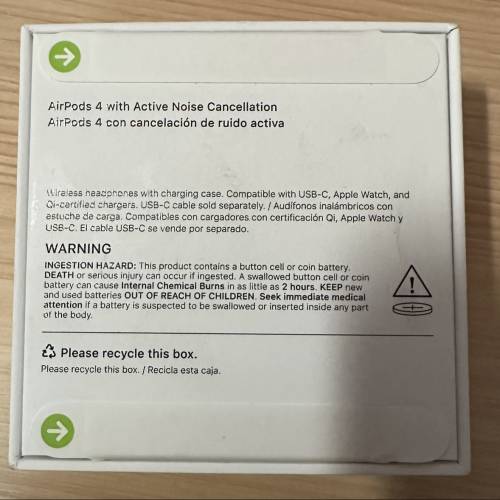 AirPods 4 with Active Noise Cancellation
AirPods 4 con cancelación de ruido activa
Wireless headphones with charging case. Compatible with USB-C, Apple Watch, and
Qi-certified chargers. USB-C cable sold separately. / Audífonos inalámbricos con
estuche de carga. Compatibles con cargadores con certificación Qi, Apple Watch y
USB-C. El cable USB-C se vende por separado.
WARNING
INGESTION HAZARD: This product contains a button cell or coin battery.
DEATH or serious injury can occur if ingested. A swallowed button cell or coin
battery can cause Internal Chemical Burns in as little as 2 hours. KEEP new
and used batteries OUT OF REACH OF CHILDREN. Seek immediate medical
attention if a battery is suspected to be swallowed or inserted inside any part
of the body.
Please recycle this box.
Please recycle this box. / Recicla esta caja.